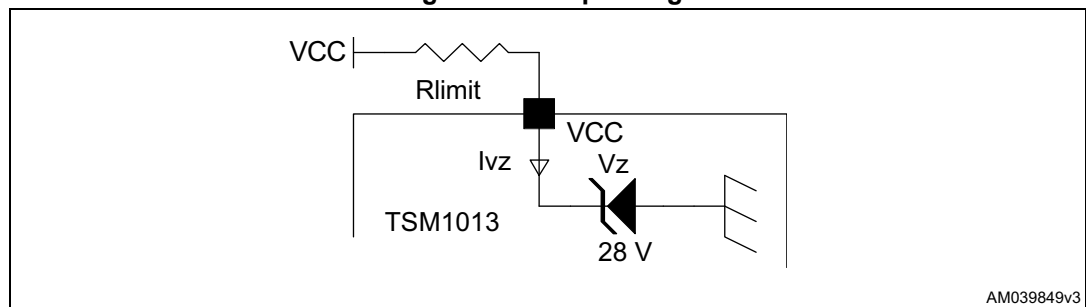 VCC
Rlimit
VCC
Ivz
Vz
TSM1013
28 V
AM039849v3